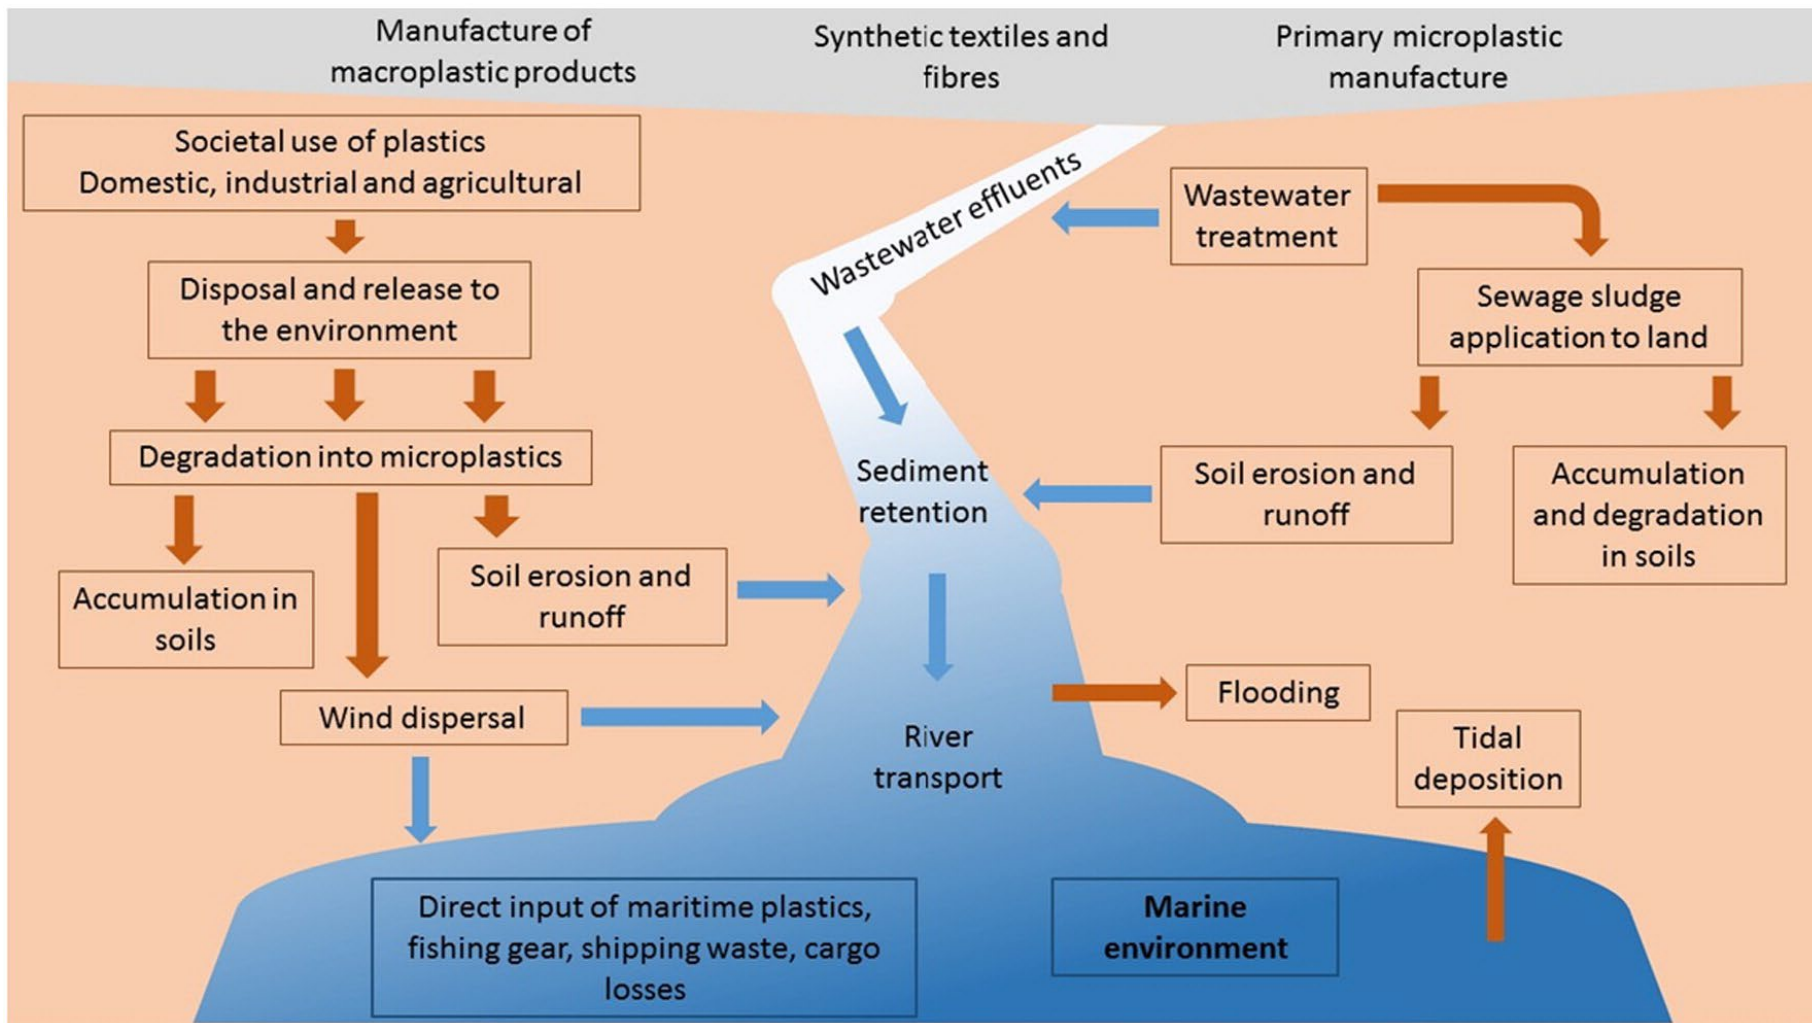 Manufacture of
macroplastic products
Synthetic textiles and
fibres
Primary microplastic
manufacture
Societal use of plastics
Domestic, industrial and agricultural
Disposal and release to
the environment
Degradation into microplastics
Accumulation in
soils
Soil erosion and
runoff
Wind dispersal
Wastewater effluents
Sediment
retention
River
transport
Wastewater
treatment
Sewage sludge
application to land
Soil erosion and
runoff
Accumulation
and degradation
in soils
Flooding
Tidal
deposition
Direct input of maritime plastics,
fishing gear, shipping waste, cargo
losses
Marine
environment